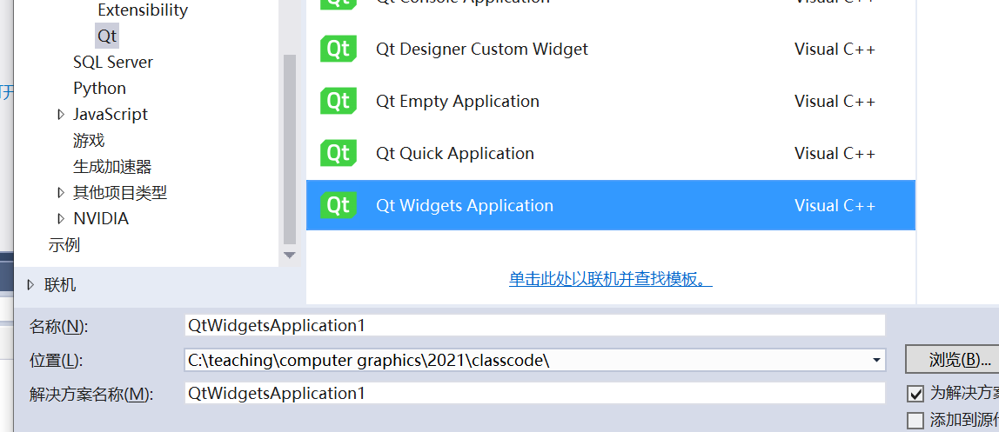 Extensibility
Qt
SQL Server
Python
JavaScript
游戏
生成加速器
其他项目类型
NVIDIA
示例
联机
Qt Console Application Visual C++
Qt Qt Designer Custom Widget Visual C++
Qt Qt Empty Application Visual C++
Qt Qt Quick Application Visual C++
Qt Qt Widgets Application Visual C++
单击此处以联机并查找模板。
名称(N): QtWidgetsApplication1
位置(L): C:\teaching\computer graphics\2021\classcode\
浏览(B)...
解决方案名称(M): QtWidgetsApplication1
为解决方案
添加到源